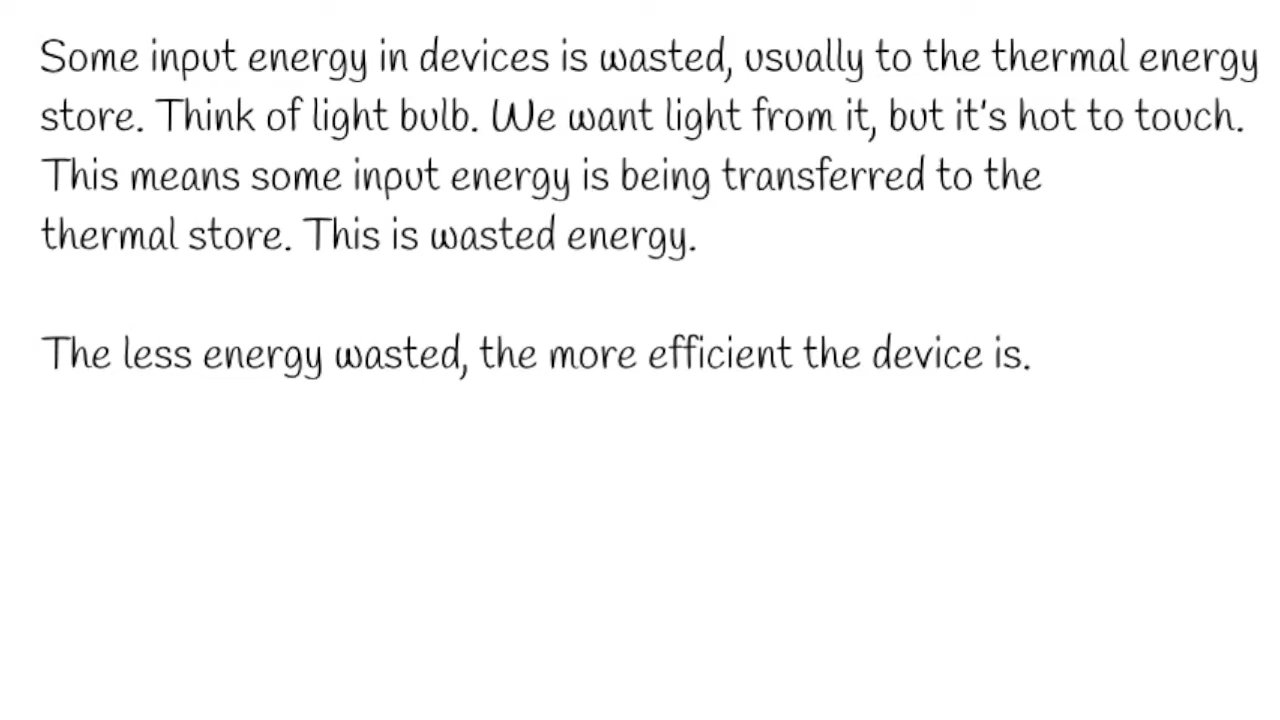 Some input energy in devices is wasted, usually to the thermal energy
store. Think of light bulb. We want light from it, but it's hot to touch.
This means some input energy is being transferred to the
thermal store. This is wasted energy.
The less energy wasted, the more efficient the device is.